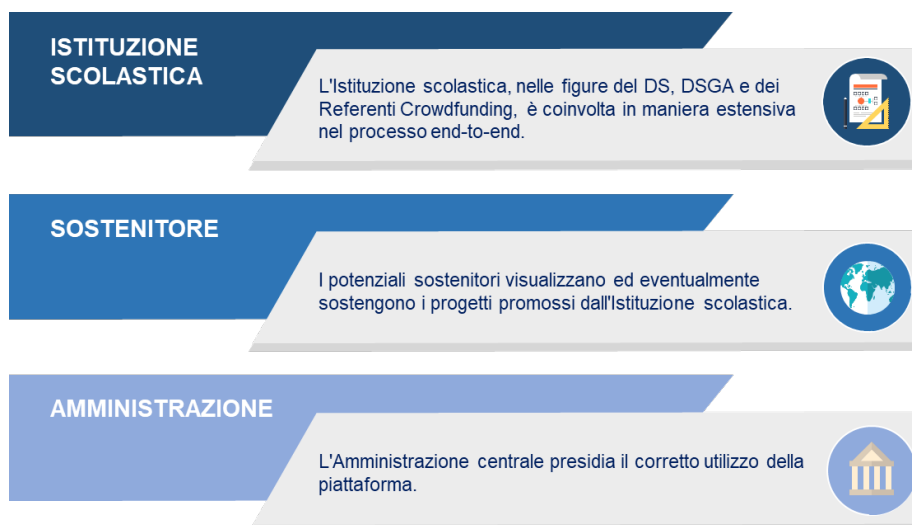 ISTITUZIONE
SCOLASTICA
L'Istituzione scolastica, nelle figure del DS, DSGA e dei
Referenti Crowdfunding, è coinvolta in maniera estensiva
nel processo end-to-end.
SOSTENITORE
I potenziali sostenitori visualizzano ed eventualmente
sostengono i progetti promossi dall'Istituzione scolastica.
AMMINISTRAZIONE
L'Amministrazione centrale presidia il corretto utilizzo della
piattaforma.